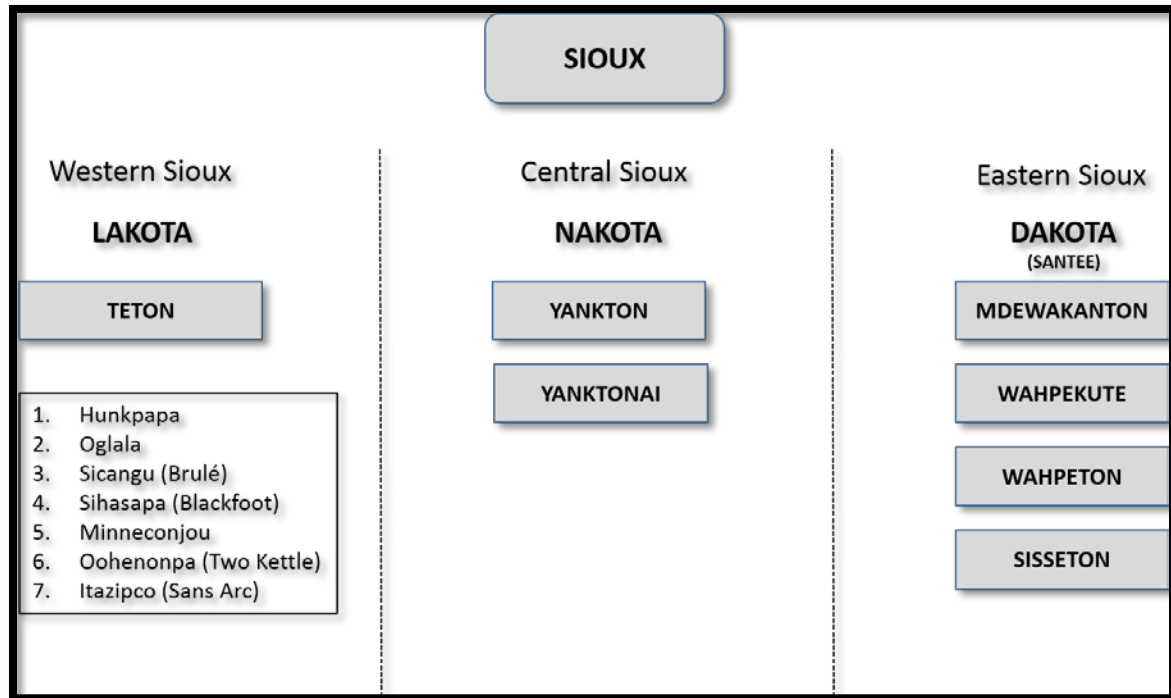 SIOUX
Western Sioux
LAKOTA
TETON
1. Hunkpapa
2. Oglala
3. Sicangu (Brulé)
4. Sihasapa (Blackfoot)
5. Minneconjou
6. Oohenonpa (Two Kettle)
7. Itazipco (Sans Arc)
Central Sioux
NAKOTA
YANKTON
YANKTONAI
Eastern Sioux
DAKOTA
(SANTEE)
MDEWAKANTON
WAHPEKUTE
WAHPETON
SISSETON